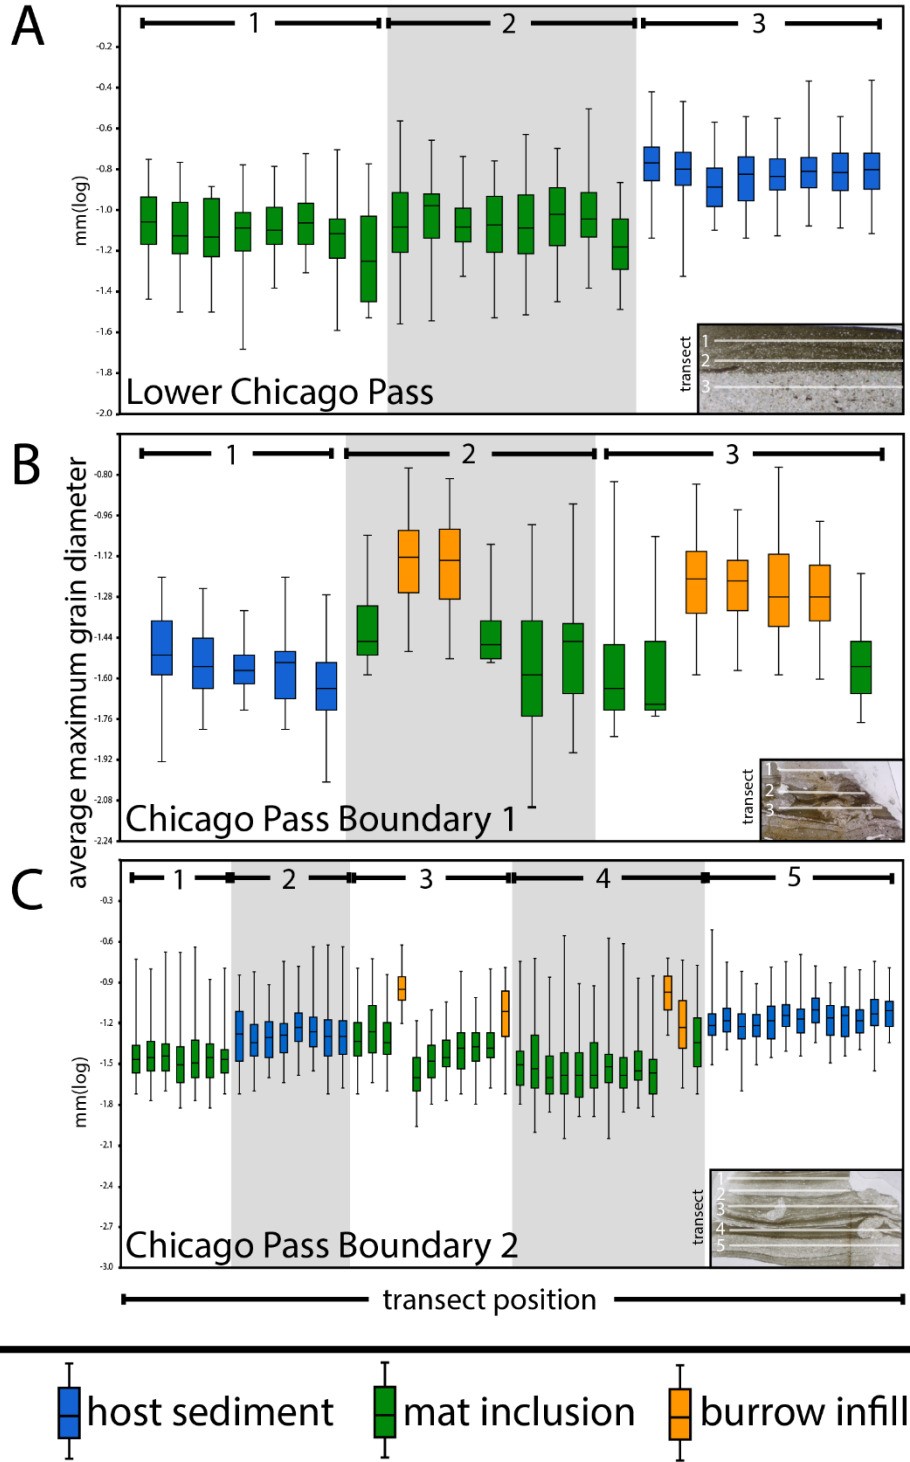 A
1 2 3
-0.2
-0.4
-0.6
-0.8
-1.0
-1.2
-1.4
-1.6
-1.8
-2.0
mm(log)
transect
1
2
3
Lower Chicago Pass
B
1 2 3
-0.80
-0.96
-1.12
-1.28
-1.44
-1.60
-1.76
-1.92
-2.08
-2.24
average maximum grain diameter
transect
1
2
3
Chicago Pass Boundary 1
C
1 2 3 4 5
-0.3
-0.6
-0.9
-1.2
-1.5
-1.8
-2.1
-2.4
-2.7
-3.0
mm(log)
transect
1
2
3
4
5
Chicago Pass Boundary 2
transect position
host sediment mat inclusion burrow infill